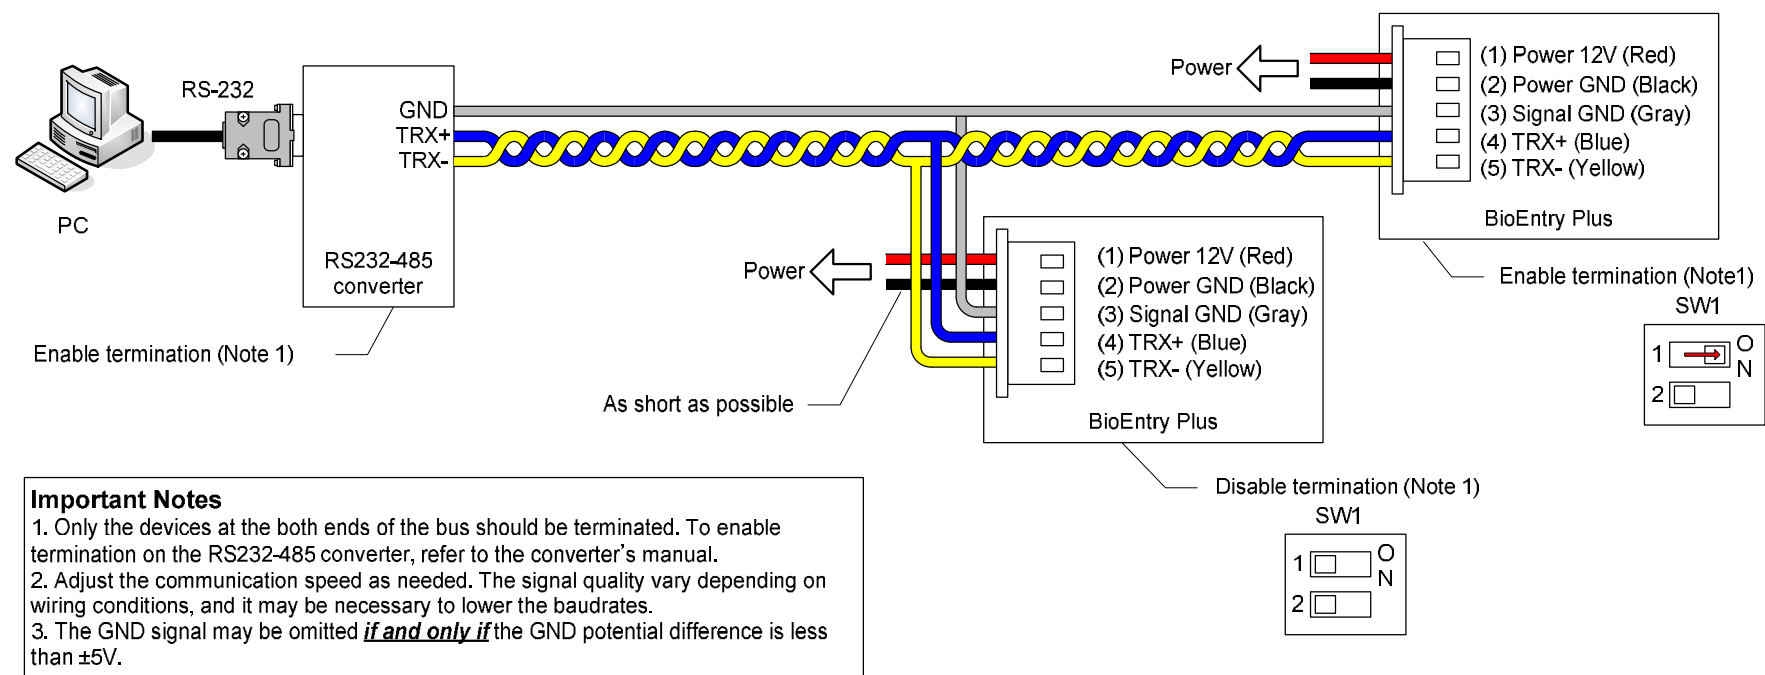 RS-232
PC
GND
TRX+
TRX-
RS232-485
converter
Enable termination (Note 1)
Power
(1) Power 12V (Red)
(2) Power GND (Black)
(3) Signal GND (Gray)
(4) TRX+ (Blue)
(5) TRX- (Yellow)
BioEntry Plus
Enable termination (Note1)
SW1
1
2
O
N
Power
(1) Power 12V (Red)
(2) Power GND (Black)
(3) Signal GND (Gray)
(4) TRX+ (Blue)
(5) TRX- (Yellow)
BioEntry Plus
As short as possible
Disable termination (Note 1)
SW1
1
2
O
N
Important Notes
1. Only the devices at the both ends of the bus should be terminated. To enable
termination on the RS232-485 converter, refer to the converter's manual.
2. Adjust the communication speed as needed. The signal quality vary depending on
wiring conditions, and it may be necessary to lower the baudrates.
3. The GND signal may be omitted if and only if the GND potential difference is less
than ±5V.